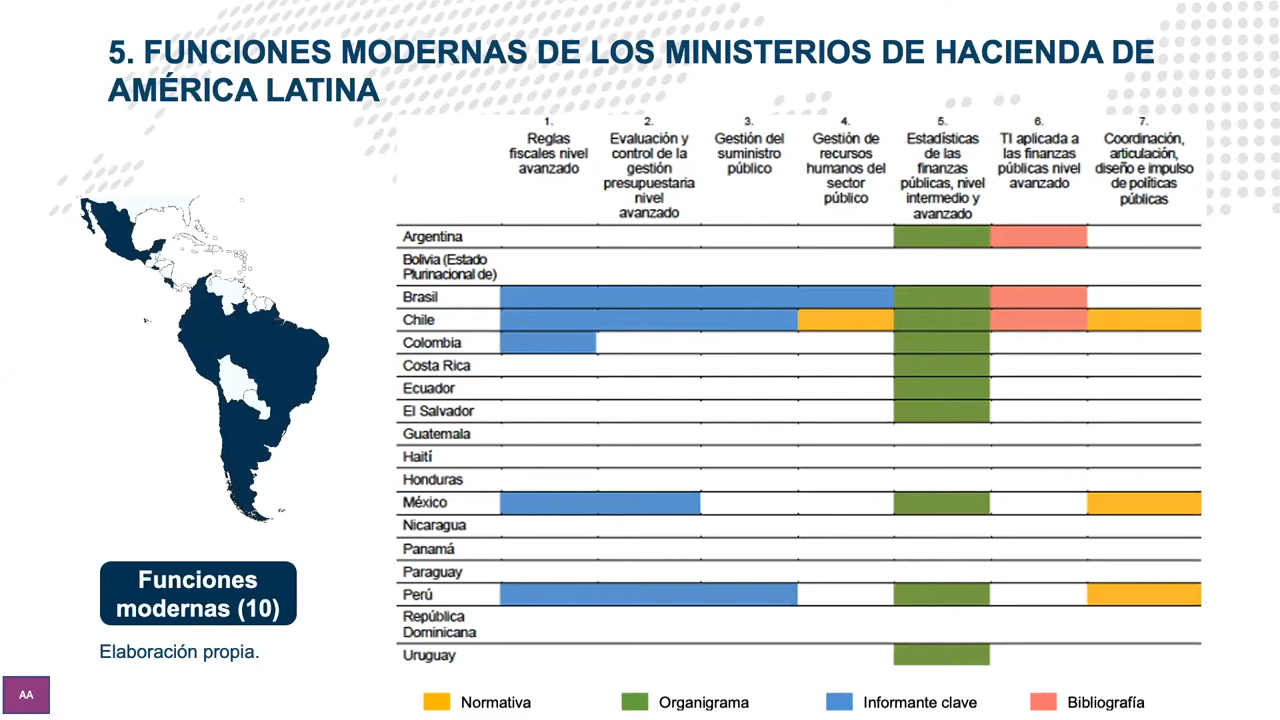 5. FUNCIONES MODERNAS DE LOS MINISTERIOS DE HACIENDA DE
AMÉRICA LATINA
1.
Reglas
fiscales nivel
avanzado
2.
Evaluación y
control de la
gestión
presupuestaria
nivel
avanzado
3.
Gestión del
suministro
público
4.
Gestión de
recursos
humanos del
sector
público
5.
Estadísticas
de las
finanzas
públicas, nivel
intermedio y
avanzado
6.
TI aplicada a
las finanzas
públicas nivel
avanzado
7.
Coordinación,
articulación,
diseño e impulso
de políticas
públicas
Argentina
Bolivia (Estado
Plurinacional de)
Brasil
Chile
Colombia
Costa Rica
Ecuador
El Salvador
Guatemala
Haití
Honduras
México
Nicaragua
Panamá
Paraguay
Perú
República
Dominicana
Uruguay
Funciones
modernas (10)
Elaboración propia.
AA
Normativa
Organigrama
Informante clave
Bibliografía